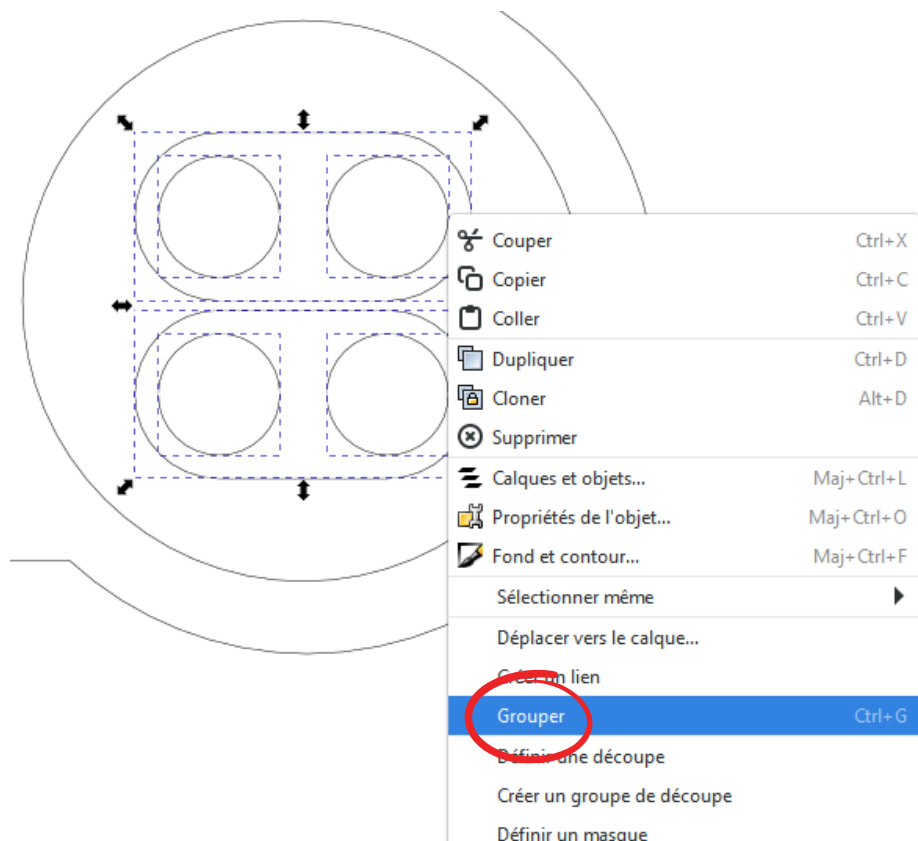 Couper Ctrl+X
Copier Ctrl+C
Coller Ctrl+V
Dupliquer Ctrl+D
Cloner Alt+D
Supprimer
Calques et objets... Maj+Ctrl+L
Propriétés de l'objet... Maj+Ctrl+O
Fond et contour... Maj+Ctrl+F
Sélectionner même
Déplacer vers le calque...
Créer un lien
Grouper Ctrl+G
Définir une découpe
Créer un groupe de découpe
Définir un masque